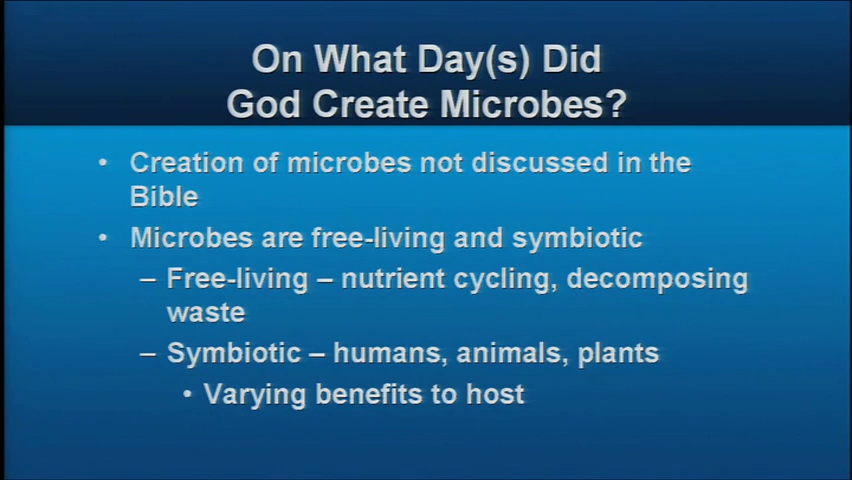 On What Day(s) Did
God Create Microbes?
• Creation of microbes not discussed in the
Bible
• Microbes are free-living and symbiotic
– Free-living – nutrient cycling, decomposing
waste
– Symbiotic – humans, animals, plants
• Varying benefits to host